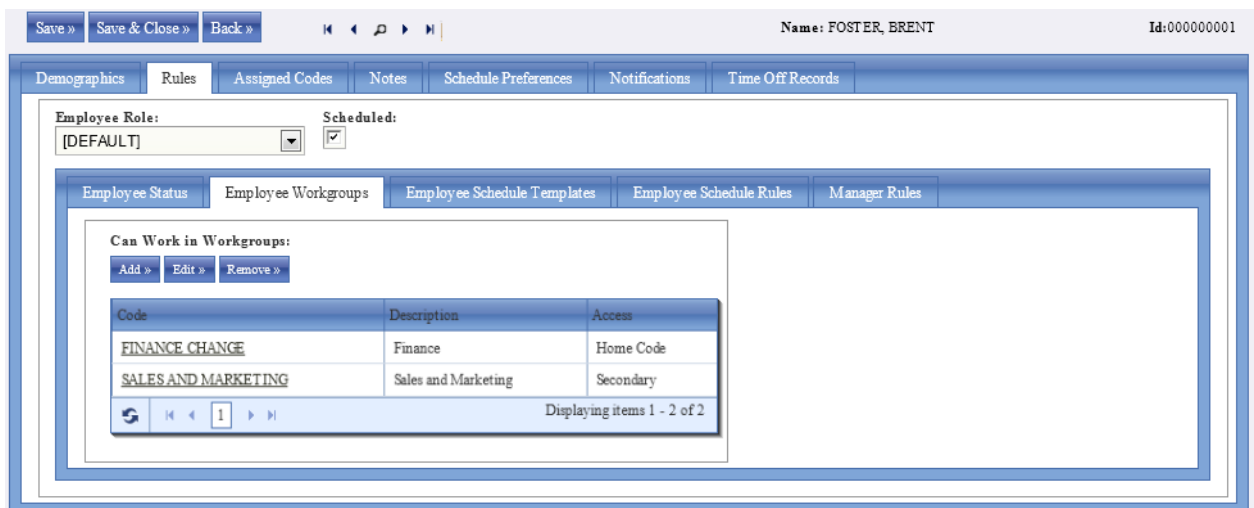 Save » Save & Close » Back » Name: FOSTER, BRENT Id:000000001
Demographics Rules Assigned Codes Notes Schedule Preferences Notifications Time Off Records
Employee Role: Scheduled:
[DEFAULT]
Employee Status Employee Workgroups Employee Schedule Templates Employee Schedule Rules Manager Rules
Can Work in Workgroups:
Add » Edit » Remove »
Code Description Access
FINANCE CHANGE Finance Home Code
SALES AND MARKETING Sales and Marketing Secondary
1 Displaying items 1 - 2 of 2